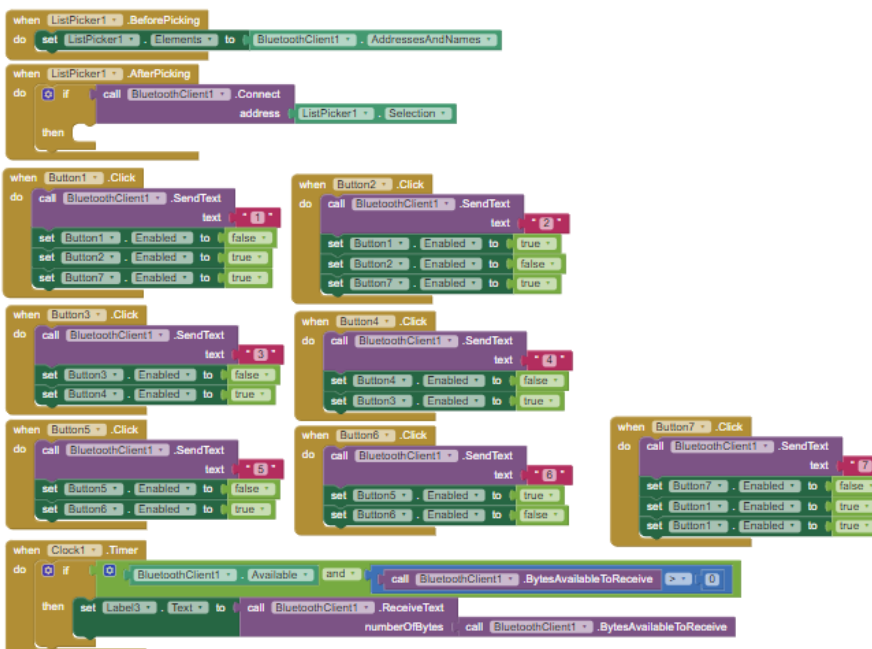 when ListPicker1 .BeforePicking
do set ListPicker1 . Elements to BluetoothClient1 . AddressesAndNames
when ListPicker1 .AfterPicking
do if call BluetoothClient1 .Connect
address ListPicker1 . Selection
then
when Button1 .Click
do call BluetoothClient1 .SendText
text " 1 "
set Button1 . Enabled to false
set Button2 . Enabled to true
set Button7 . Enabled to true
when Button2 .Click
do call BluetoothClient1 .SendText
text " 2 "
set Button1 . Enabled to true
set Button2 . Enabled to false
set Button7 . Enabled to true
when Button3 .Click
do call BluetoothClient1 .SendText
text " 3 "
set Button3 . Enabled to false
set Button4 . Enabled to true
when Button4 .Click
do call BluetoothClient1 .SendText
text " 4 "
set Button4 . Enabled to false
set Button3 . Enabled to true
when Button5 .Click
do call BluetoothClient1 .SendText
text " 5 "
set Button5 . Enabled to false
set Button6 . Enabled to true
when Button6 .Click
do call BluetoothClient1 .SendText
text " 6 "
set Button5 . Enabled to true
set Button6 . Enabled to false
when Button7 .Click
do call BluetoothClient1 .SendText
text " 7
set Button7 . Enabled to false
set Button1 . Enabled to true
set Button1 . Enabled to true
when Clock1 .Timer
do if BluetoothClient1 . Available and call BluetoothClient1 .BytesAvailableToReceive > 0
then set Label3 . Text to call BluetoothClient1 .ReceiveText
numberOfBytes call BluetoothClient1 .BytesAvailableToReceive